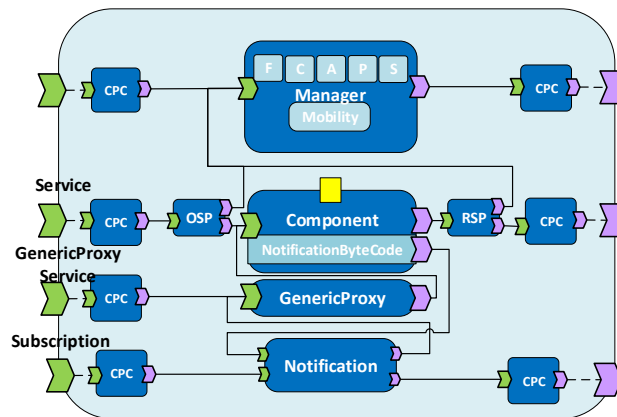 F C A P S
CPC
Manager
CPC
Mobility
Service
CPC
OSP
Component
RSP
CPC
GenericProxy
NotificationByteCode
Service
CPC
GenericProxy
Subscription
CPC
Notification
CPC